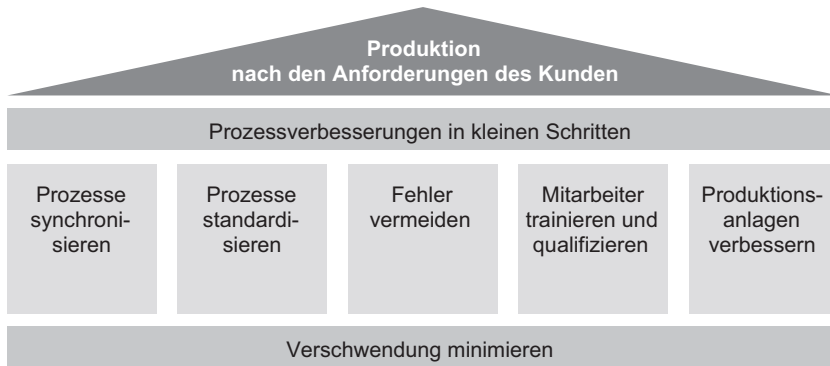 Produktion
nach den Anforderungen des Kunden
Prozessverbesserungen in kleinen Schritten
Prozesse
synchroni-
sieren
Prozesse
standardi-
sieren
Fehler
vermeiden
Mitarbeiter
trainieren und
qualifizieren
Produktions-
anlagen
verbessern
Verschwendung minimieren